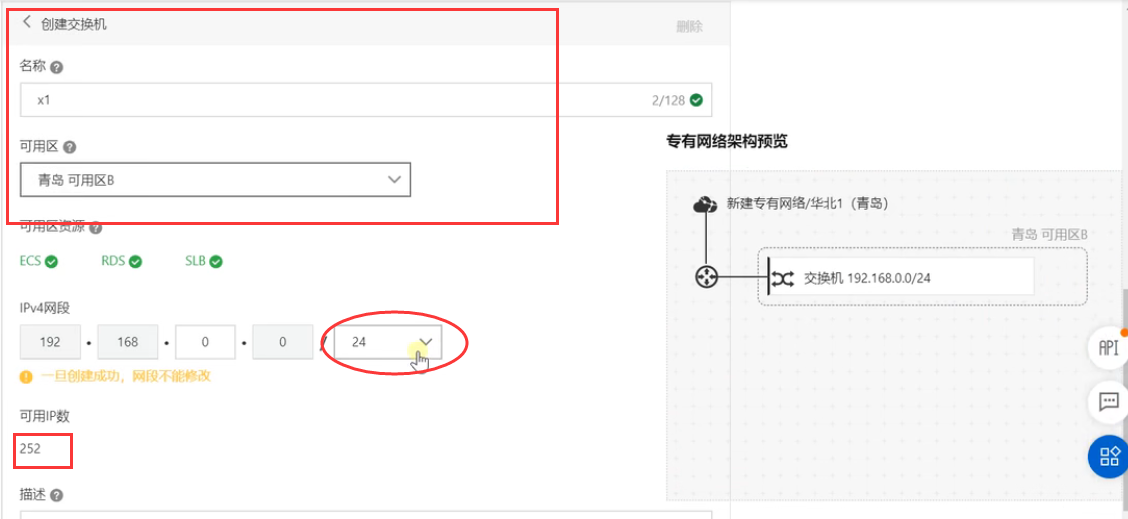 创建交换机
删除
名称
x1
2/128
可用区
青岛 可用区B
可用区资源
ECS
RDS
SLB
IPv4网段
192 • 168 • 0 • 0 / 24
一旦创建成功，网段不能修改
可用IP数
252
描述
专有网络架构预览
新建专有网络/华北1（青岛）
青岛 可用区B
交换机 192.168.0.0/24
API